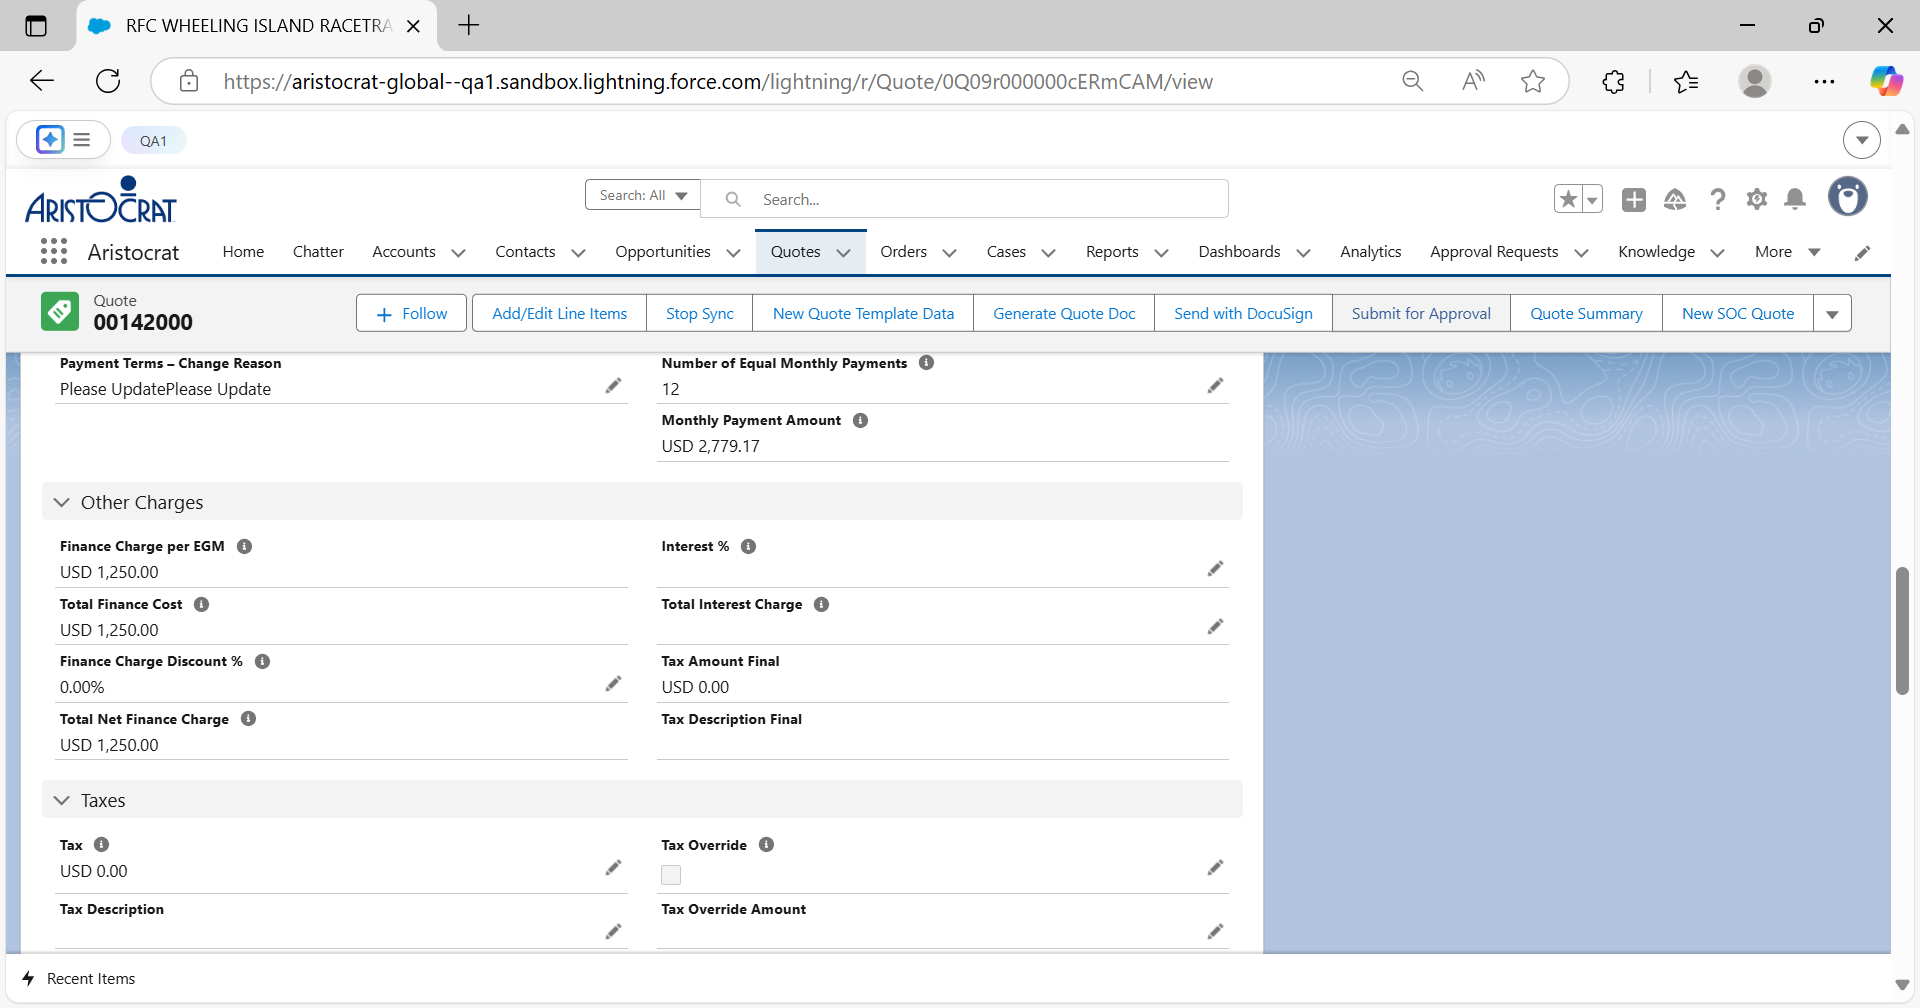 RFC WHEELING ISLAND RACETRA
https://aristocrat-global--qa1.sandbox.lightning.force.com/lightning/r/Quote/0Q09r000000cERmCAM/view
QA1
ARISTOCRAT
Search: All
Search...
Aristocrat
Home Chatter Accounts Contacts Opportunities Quotes Orders Cases Reports Dashboards Analytics Approval Requests Knowledge More
Quote
00142000
Follow Add/Edit Line Items Stop Sync New Quote Template Data Generate Quote Doc Send with DocuSign Submit for Approval Quote Summary New SOC Quote
Payment Terms – Change Reason
Please UpdatePlease Update
Number of Equal Monthly Payments
12
Monthly Payment Amount
USD 2,779.17
Other Charges
Finance Charge per EGM
USD 1,250.00
Interest %
Total Finance Cost
USD 1,250.00
Total Interest Charge
Finance Charge Discount %
0.00%
Tax Amount Final
USD 0.00
Total Net Finance Charge
USD 1,250.00
Tax Description Final
Taxes
Tax
USD 0.00
Tax Override
Tax Description
Tax Override Amount
Recent Items